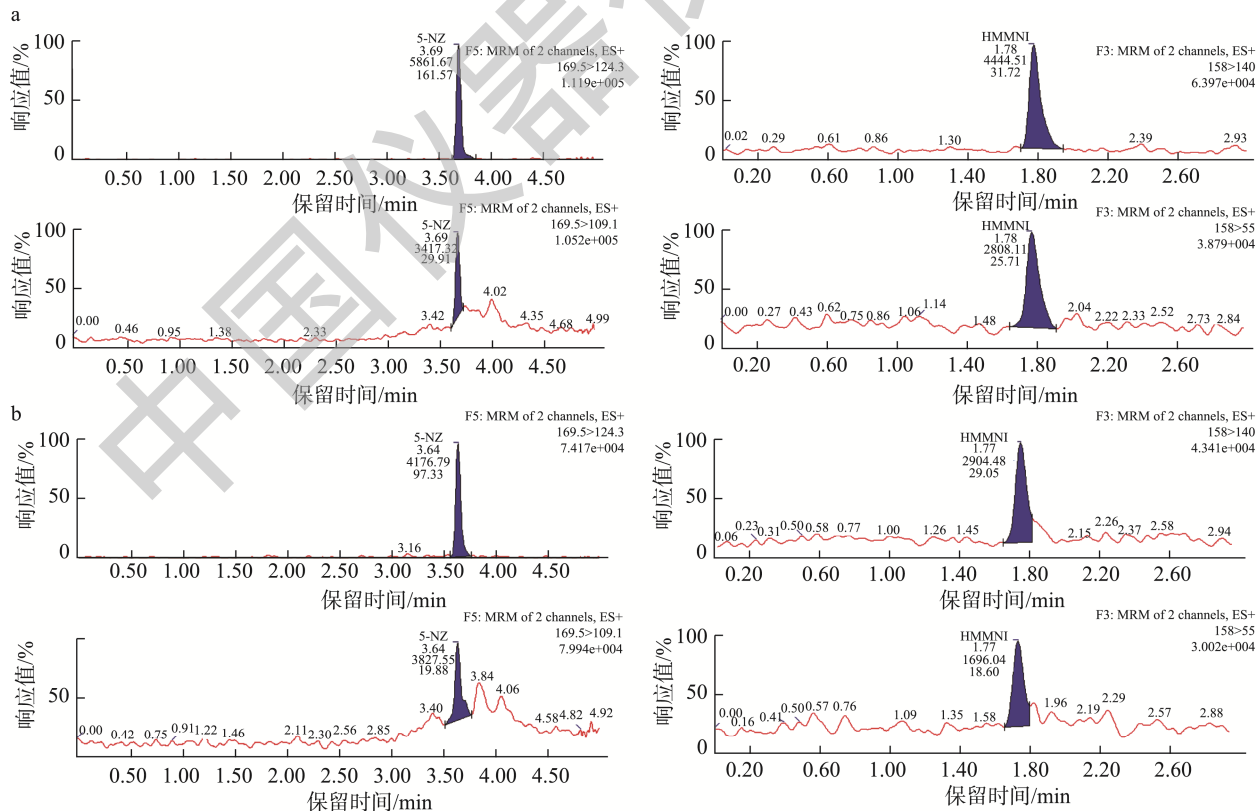 a
100
50
0
响应值/%
5-NZ
3.69
5861.67
161.57
F5: MRM of 2 channels, ES+
169.5>124.3
1.119e+005
0.50 1.00 1.50 2.00 2.50 3.00 3.50 4.00 4.50
保留时间/min
100
50
0
响应值/%
HMMNI
1.78
4444.51
31.72
F3: MRM of 2 channels, ES+
158>140
6.397e+004
0.02 0.29 0.61 0.86 1.30 2.39 2.93
0.20 0.60 1.00 1.40 1.80 2.20 2.60
保留时间/min
100
50
0
响应值/%
5-NZ
3.69
3417.32
29.91
F5: MRM of 2 channels, ES+
169.5>109.1
1.052e+005
0.00 0.46 0.95 1.38 2.33 3.42 4.02 4.35 4.68 4.99
0.50 1.00 1.50 2.00 2.50 3.00 3.50 4.00 4.50
保留时间/min
100
50
0
响应值/%
HMMNI
1.78
2808.11
25.71
F3: MRM of 2 channels, ES+
158>55
3.879+004
0.00 0.27 0.43 0.62 0.75 0.86 1.06 1.14 1.48 2.04 2.22 2.33 2.52 2.73 2.84
0.20 0.60 1.00 1.40 1.80 2.20 2.60
保留时间/min
b
100
50
0
响应值/%
5-NZ
3.64
4176.79
97.33
F5: MRM of 2 channels, ES+
169.5>124.3
7.417e+004
3.16
0.50 1.00 1.50 2.00 2.50 3.00 3.50 4.00 4.50
保留时间/min
100
50
0
响应值/%
HMMNI
1.77
2904.48
29.05
F3: MRM of 2 channels, ES+
158>140
4.341e+004
0.06 0.23 0.31 0.50 0.58 0.77 1.00 1.26 1.45 2.15 2.26 2.37 2.58 2.94
0.20 0.60 1.00 1.40 1.80 2.20 2.60
保留时间/min
50
响应值/%
5-NZ
3.64
3827.55
19.88
F5: MRM of 2 channels, ES+
169.5>109.1
7.994e+004
0.00 0.42 0.75 0.91 1.22 1.46 2.11 2.30 2.56 2.85 3.40 3.84 4.06 4.58 4.82 4.92
0.50 1.00 1.50 2.00 2.50 3.00 3.50 4.00 4.50
保留时间/min
100
50
0
响应值/%
HMMNI
1.77
1696.04
18.60
F3: MRM of 2 channels, ES+
158>55
3.002e+004
0.00 0.16 0.41 0.50 0.57 0.76 1.09 1.35 1.58 1.96 2.19 2.29 2.57 2.88
0.20 0.60 1.00 1.40 1.80 2.20 2.60
保留时间/min
中国仪器